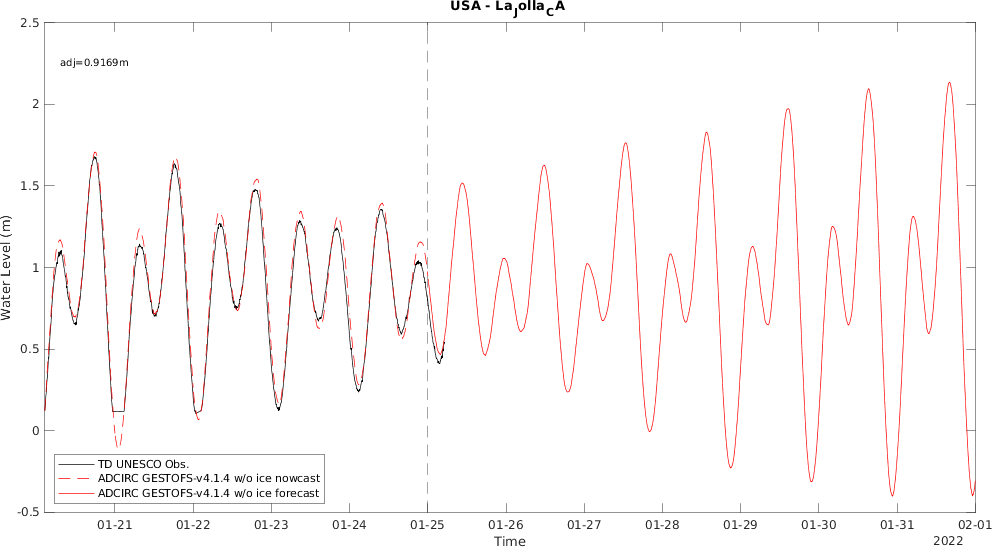 USA - LaJollaCA
adj=0.9169m
Water Level (m)
2.5
2
1.5
1
0.5
0
-0.5
TD UNESCO Obs.
ADCIRC GESTOFS-v4.1.4 w/o ice nowcast
ADCIRC GESTOFS-v4.1.4 w/o ice forecast
01-21 01-22 01-23 01-24 01-25 01-26 01-27 01-28 01-29 01-30 01-31 02-01
Time
2022